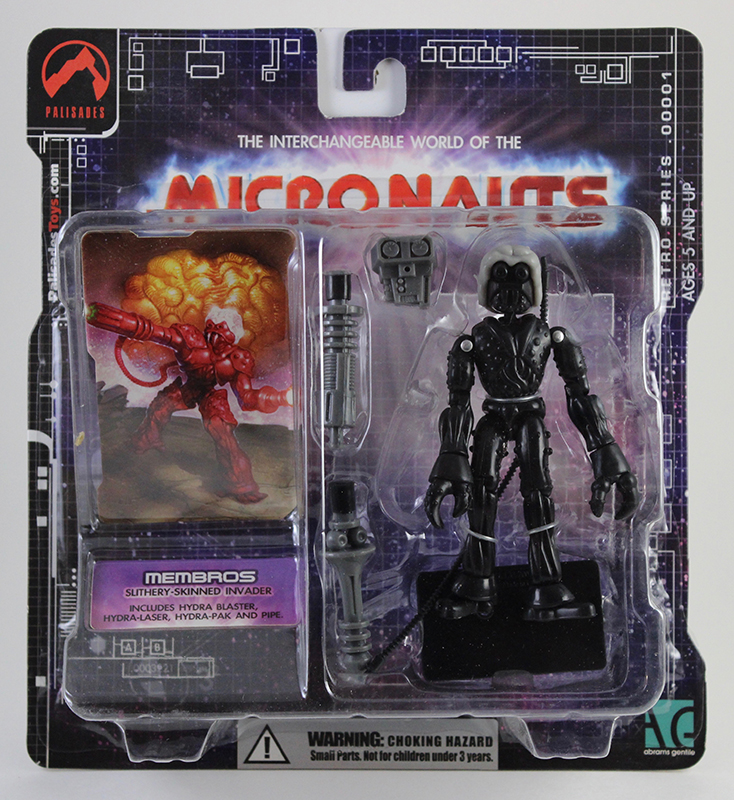 PALISADES
THE INTERCHANGEABLE WORLD OF THE
MICRONAUTS
PalisadesToys.com
RETRO SERIES .00001
AGES 5 AND UP
MEMBROS
SLITHERY-SKINNED INVADER
INCLUDES HYDRA BLASTER,
HYDRA-LASER, HYDRA-PAK AND PIPE.
A B
WARNING: CHOKING HAZARD
Small Parts. Not for children under 3 years.
AG
abrams gentile